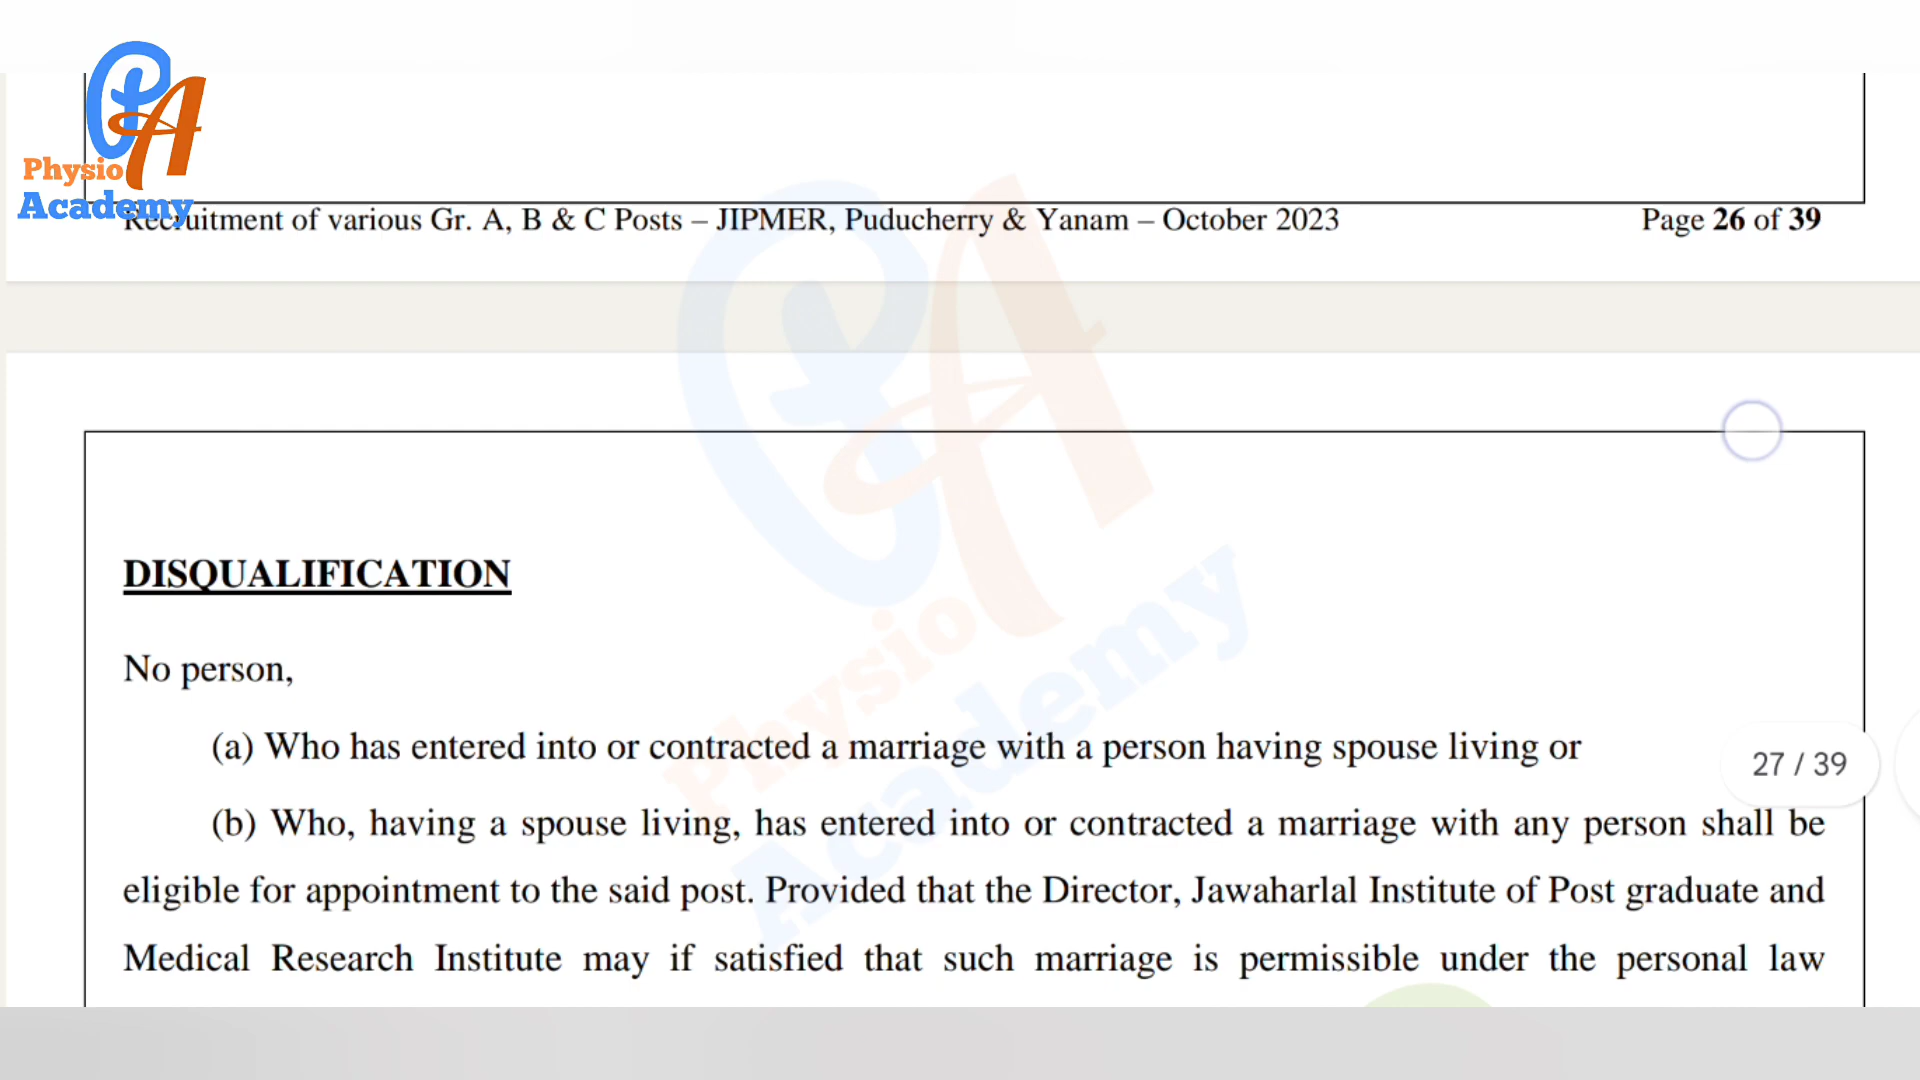 Physio
Academy
Recruitment of various Gr. A, B & C Posts – JIPMER, Puducherry & Yanam – October 2023 Page 26 of 39
DISQUALIFICATION
No person,
(a) Who has entered into or contracted a marriage with a person having spouse living or
27 / 39
(b) Who, having a spouse living, has entered into or contracted a marriage with any person shall be
eligible for appointment to the said post. Provided that the Director, Jawaharlal Institute of Post graduate and
Medical Research Institute may if satisfied that such marriage is permissible under the personal law
Physio
Academy